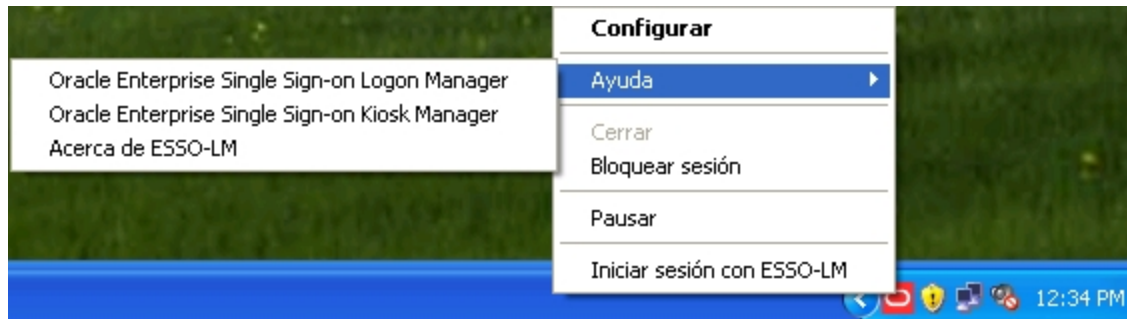 Configurar
Ayuda
Oracle Enterprise Single Sign-on Logon Manager
Oracle Enterprise Single Sign-on Kiosk Manager
Acerca de ESSO-LM
Cerrar
Bloquear sesión
Pausar
Iniciar sesión con ESSO-LM
12:34 PM